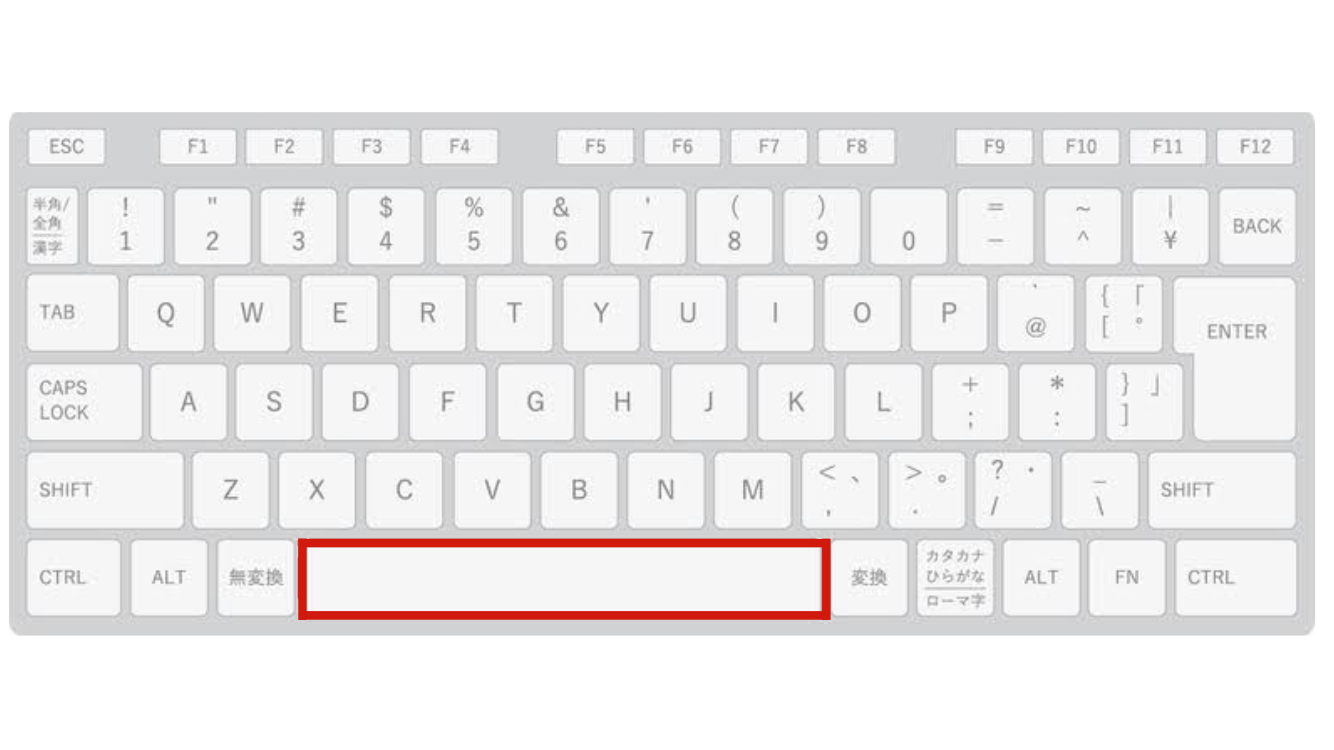 ESC F1 F2 F3 F4 F5 F6 F7 F8 F9 F10 F11 F12
半角/
全角
漢字
! 1
" 2
# 3
$ 4
% 5
& 6
' 7
( 8
) 9
0
= ー
~ ^
| ¥
BACK
TAB Q W E R T Y U I O P
` @
{ 「
[ °
ENTER
CAPS
LOCK
A S D F G H J K L
+ ;
* :
} 」
]
SHIFT Z X C V B N M
< 、
,
> 。
.
? ・
/
_ \
SHIFT
CTRL ALT 無変換 変換
カタカナ
ひらがな
ローマ字
ALT FN CTRL